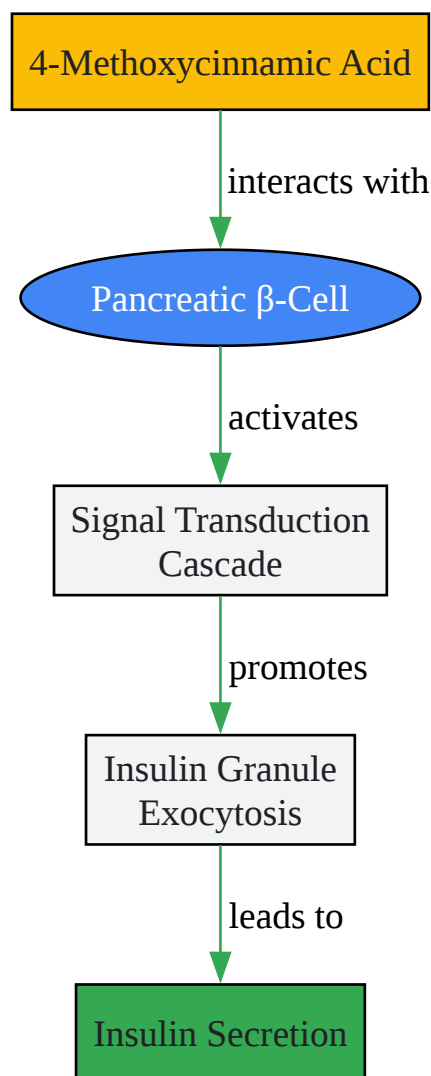 4-Methoxycinnamic Acid
interacts with
Pancreatic β-Cell
activates
Signal Transduction
Cascade
promotes
Insulin Granule
Exocytosis
leads to
Insulin Secretion